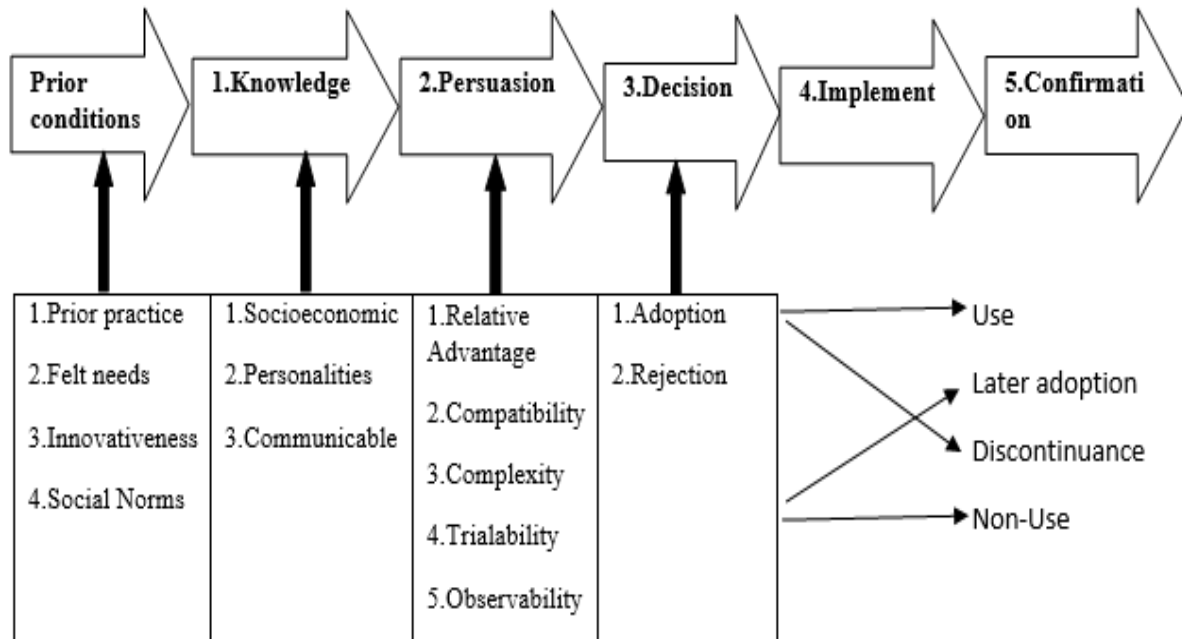 Prior
conditions
1.Knowledge
2.Persuasion
3.Decision
4.Implement
5.Confirmati
on
1.Prior practice
2.Felt needs
3.Innovativeness
4.Social Norms
1.Socioeconomic
2.Personalities
3.Communicable
1.Relative
Advantage
2.Compatibility
3.Complexity
4.Trialability
5.Observability
1.Adoption
2.Rejection
Use
Later adoption
Discontinuance
Non-Use